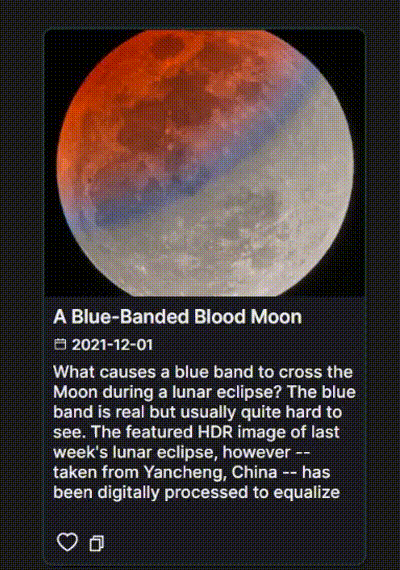 A Blue-Banded Blood Moon
2021-12-01
What causes a blue band to cross the
Moon during a lunar eclipse? The blue
band is real but usually quite hard to
see. The featured HDR image of last
week's lunar eclipse, however --
taken from Yancheng, China -- has
been digitally processed to equalize